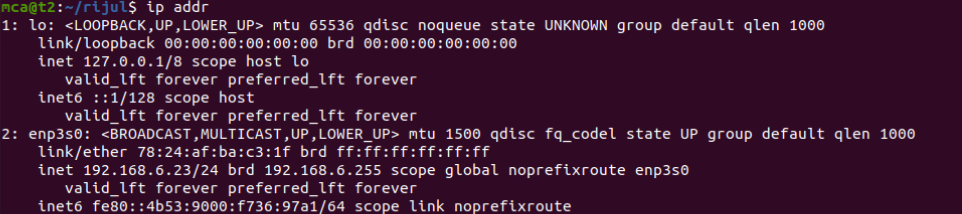 mca@t2:~/rijul$ ip addr
1: lo: <LOOPBACK,UP,LOWER_UP> mtu 65536 qdisc noqueue state UNKNOWN group default qlen 1000
    link/loopback 00:00:00:00:00:00 brd 00:00:00:00:00:00
    inet 127.0.0.1/8 scope host lo
       valid_lft forever preferred_lft forever
    inet6 ::1/128 scope host
       valid_lft forever preferred_lft forever
2: enp3s0: <BROADCAST,MULTICAST,UP,LOWER_UP> mtu 1500 qdisc fq_codel state UP group default qlen 1000
    link/ether 78:24:af:ba:c3:1f brd ff:ff:ff:ff:ff:ff
    inet 192.168.6.23/24 brd 192.168.6.255 scope global noprefixroute enp3s0
       valid_lft forever preferred_lft forever
    inet6 fe80::4b53:9000:f736:97a1/64 scope link noprefixroute